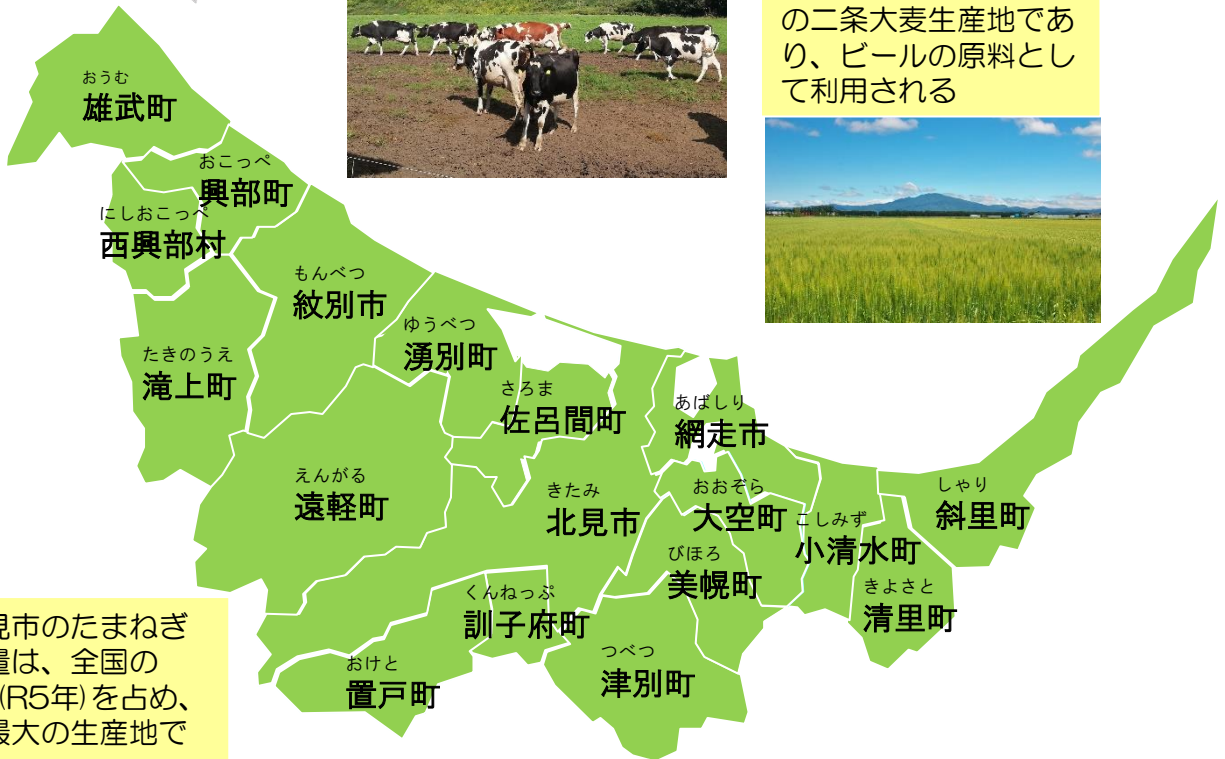 の二条大麦生産地であ
り、ビールの原料とし
て利用される
おうむ
雄武町
おこっぺ
興部町
にしおこっぺ
西興部村
もんべつ
紋別市
ゆうべつ
湧別町
たきのうえ
滝上町
さろま
佐呂間町
あばしり
網走市
えんがる
遠軽町
きたみ
北見市
おおぞら
大空町
こしみず
小清水町
しゃり
斜里町
びほろ
美幌町
きよさと
清里町
くんねっぷ
訓子府町
つべつ
津別町
おけと
置戸町
見市のたまねぎ
量は、全国の
(R5年)を占め、
最大の生産地で